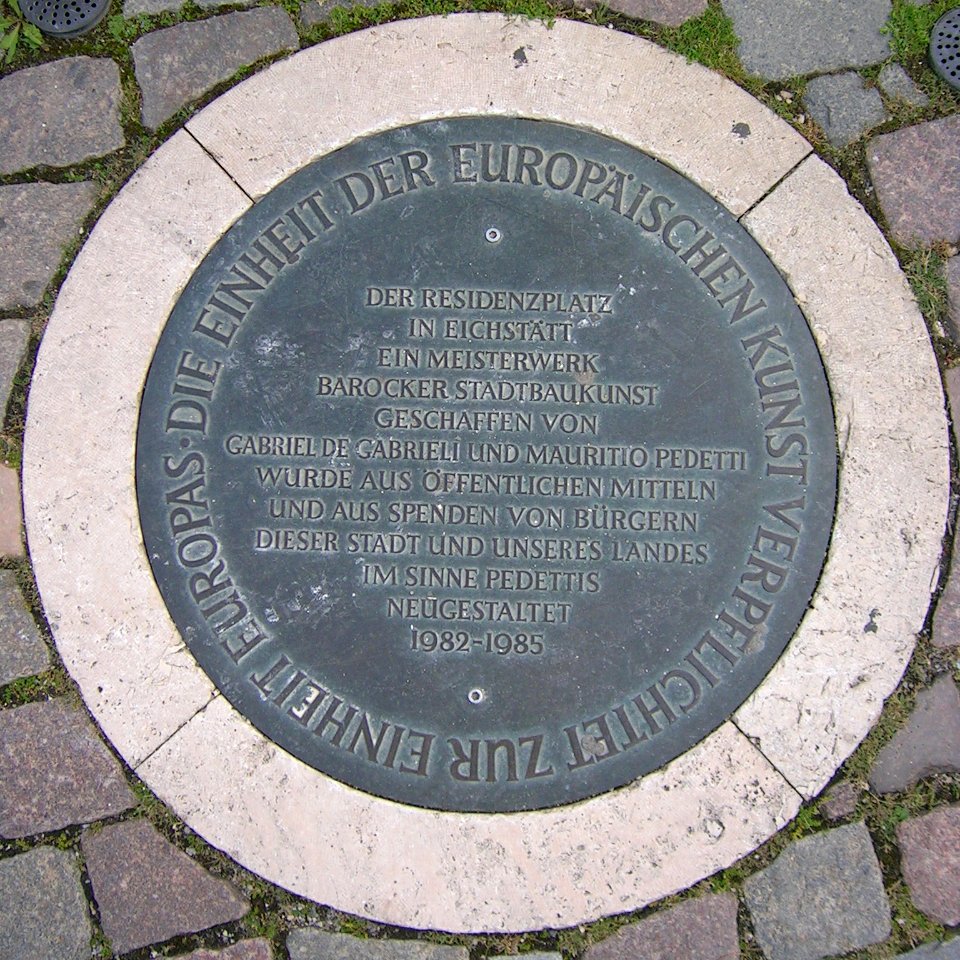 DIE EINHEIT DER EUROPÄISCHEN KUNST VERPFLICHTET ZUR EINHEIT EUROPAS ·
DER RESIDENZPLATZ
IN EICHSTÄTT
EIN MEISTERWERK
BAROCKER STADTBAUKUNST
GESCHAFFEN VON
GABRIEL DE GABRIELI UND MAURITIO PEDETTI
WURDE AUS ÖFFENTLICHEN MITTELN
UND AUS SPENDEN VON BÜRGERN
DIESER STADT UND UNSERES LANDES
IM SINNE PEDETTIS
NEUGESTALTET
1982-1985